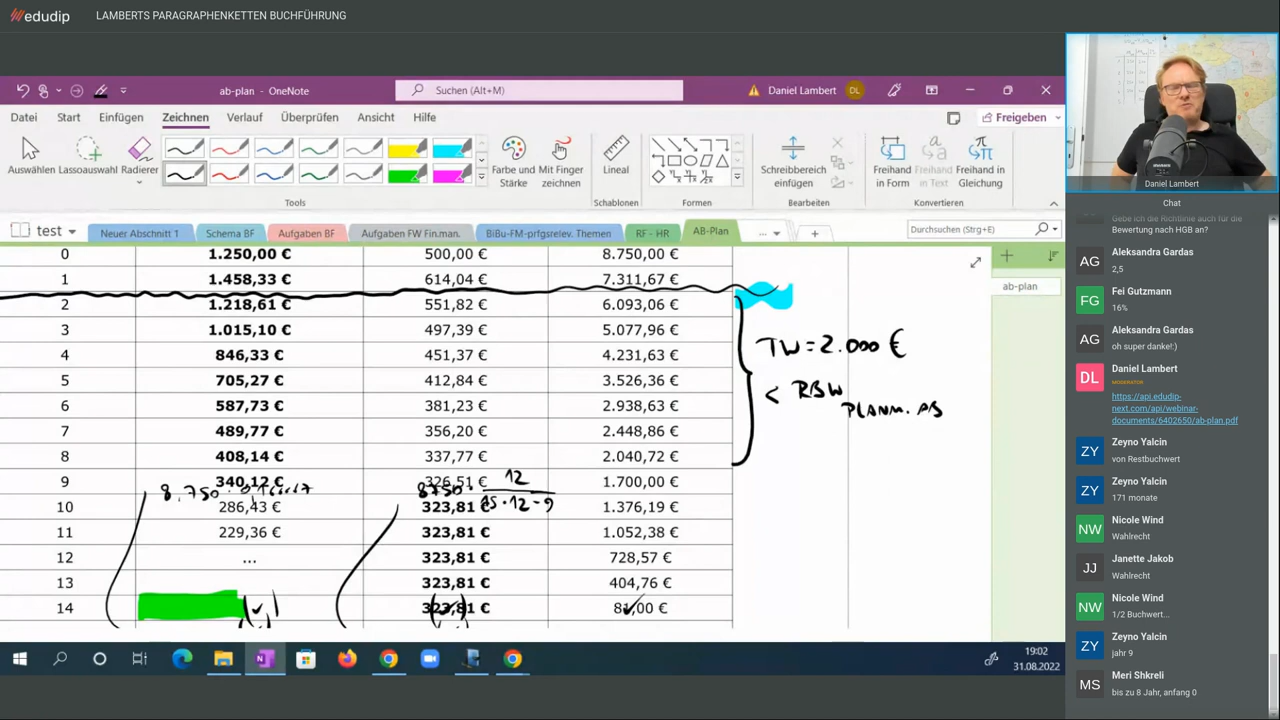 edudip LAMBERTS PARAGRAPHENKETTEN BUCHFÜHRUNG
ab-plan - OneNote
Suchen (Alt+M)
Daniel Lambert DL
Datei Start Einfügen Zeichnen Verlauf Überprüfen Ansicht Hilfe
Freigeben
Auswählen Lassoauswahl Radierer
Farbe und Stärke
Mit Finger zeichnen
Lineal
Schreibbereich einfügen
Freihand in Form
Freihand in Text
Freihand in Gleichung
Tools Schablonen Formen Bearbeiten Konvertieren
test Neuer Abschnitt 1 Schema BF Aufgaben BF Aufgaben FW Fin.man. BiBu-FM-prfgsrelev. Themen RF - HR AB-Plan ...
Durchsuchen (Strg+E)
ab-plan
0 1.250,00 € 500,00 € 8.750,00 €
1 1.458,33 € 614,04 € 7.311,67 €
2 1.218,61 € 551,82 € 6.093,06 €
3 1.015,10 € 497,39 € 5.077,96 €
4 846,33 € 451,37 € 4.231,63 €
5 705,27 € 412,84 € 3.526,36 €
6 587,73 € 381,23 € 2.938,63 €
7 489,77 € 356,20 € 2.448,86 €
8 408,14 € 337,77 € 2.040,72 €
9 340,12 € 326,51 € 1.700,00 €
10 286,43 € 323,81 € 1.376,19 €
11 229,36 € 323,81 € 1.052,38 €
12 ... 323,81 € 728,57 €
13 323,81 € 404,76 €
14 323,81 €
TW = 2.000 €
< RBW
PLANM. AB
8750 · 12
15·12-9
19:02
31.08.2022
Daniel Lambert
Chat
Gebe ich die Richtlinie auch für die
Bewertung nach HGB an?
AG Aleksandra Gardas
2,5
FG Fei Gutzmann
16%
AG Aleksandra Gardas
oh super danke!:)
DL Daniel Lambert
MODERATOR
https://api.edudip-
next.com/api/webinar-
documents/6402650/ab-plan.pdf
ZY Zeyno Yalcin
von Restbuchwert
ZY Zeyno Yalcin
171 monate
NW Nicole Wind
Wahlrecht
JJ Janette Jakob
Wahlrecht
NW Nicole Wind
1/2 Buchwert...
ZY Zeyno Yalcin
jahr 9
MS Meri Shkreli
bis zu 8 Jahr, anfang 0